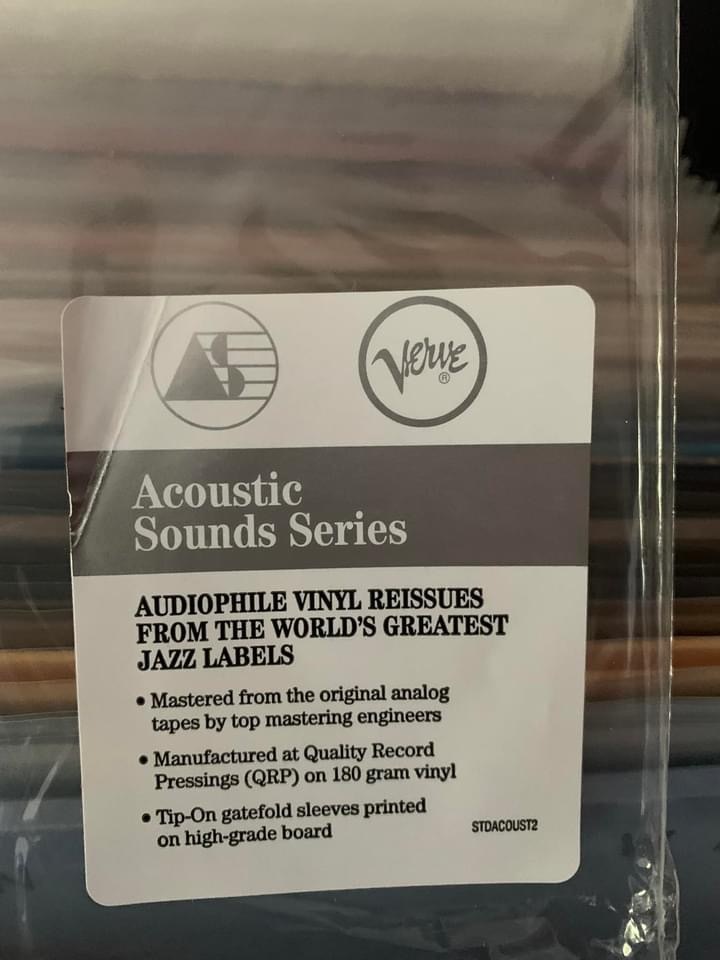 AS
Verve
®
Acoustic
Sounds Series
AUDIOPHILE VINYL REISSUES
FROM THE WORLD'S GREATEST
JAZZ LABELS
• Mastered from the original analog
tapes by top mastering engineers
• Manufactured at Quality Record
Pressings (QRP) on 180 gram vinyl
• Tip-On gatefold sleeves printed
on high-grade board
STDACOUST2